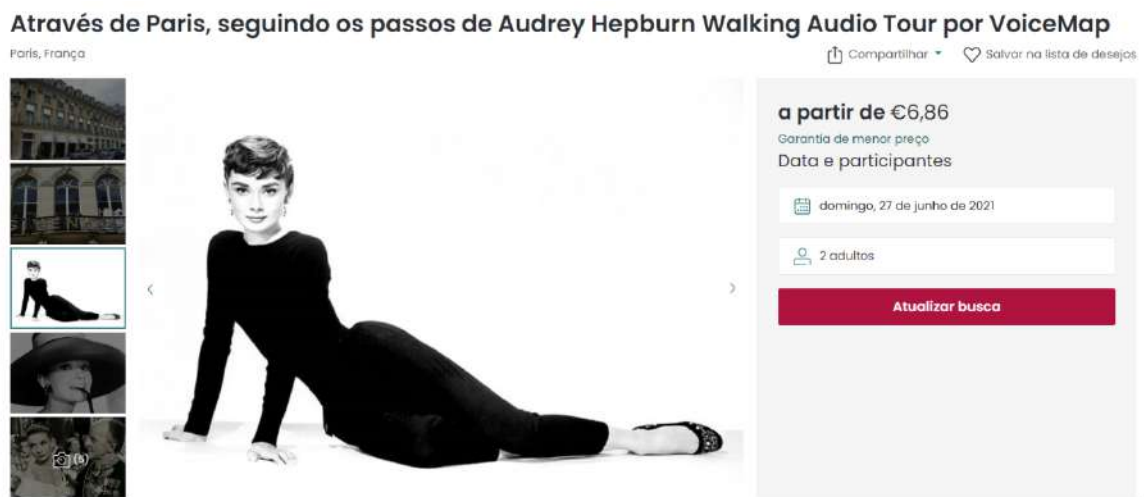 Através de Paris, seguindo os passos de Audrey Hepburn Walking Audio Tour por VoiceMap
Paris, França
Compartilhar
Salvar na lista de desejos
a partir de €6,86
Garantia de menor preço
Data e participantes
domingo, 27 de junho de 2021
2 adultos
Atualizar busca
(5)